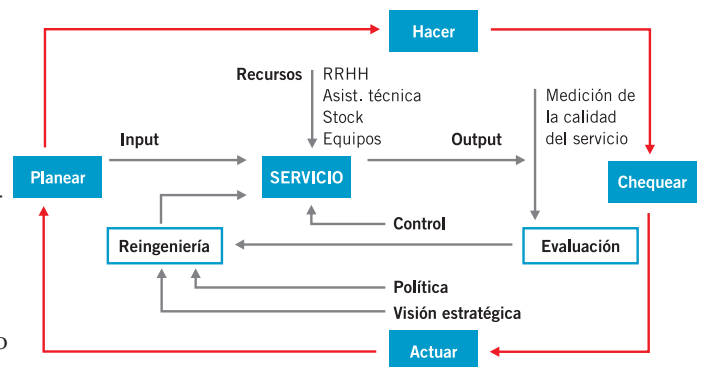 Hacer
Recursos RRHH
Asist. técnica
Stock
Equipos
Medición de
la calidad
del servicio
Input
Output
Planear
SERVICIO
Chequear
Control
Reingeniería
Evaluación
Política
Visión estratégica
Actuar
o